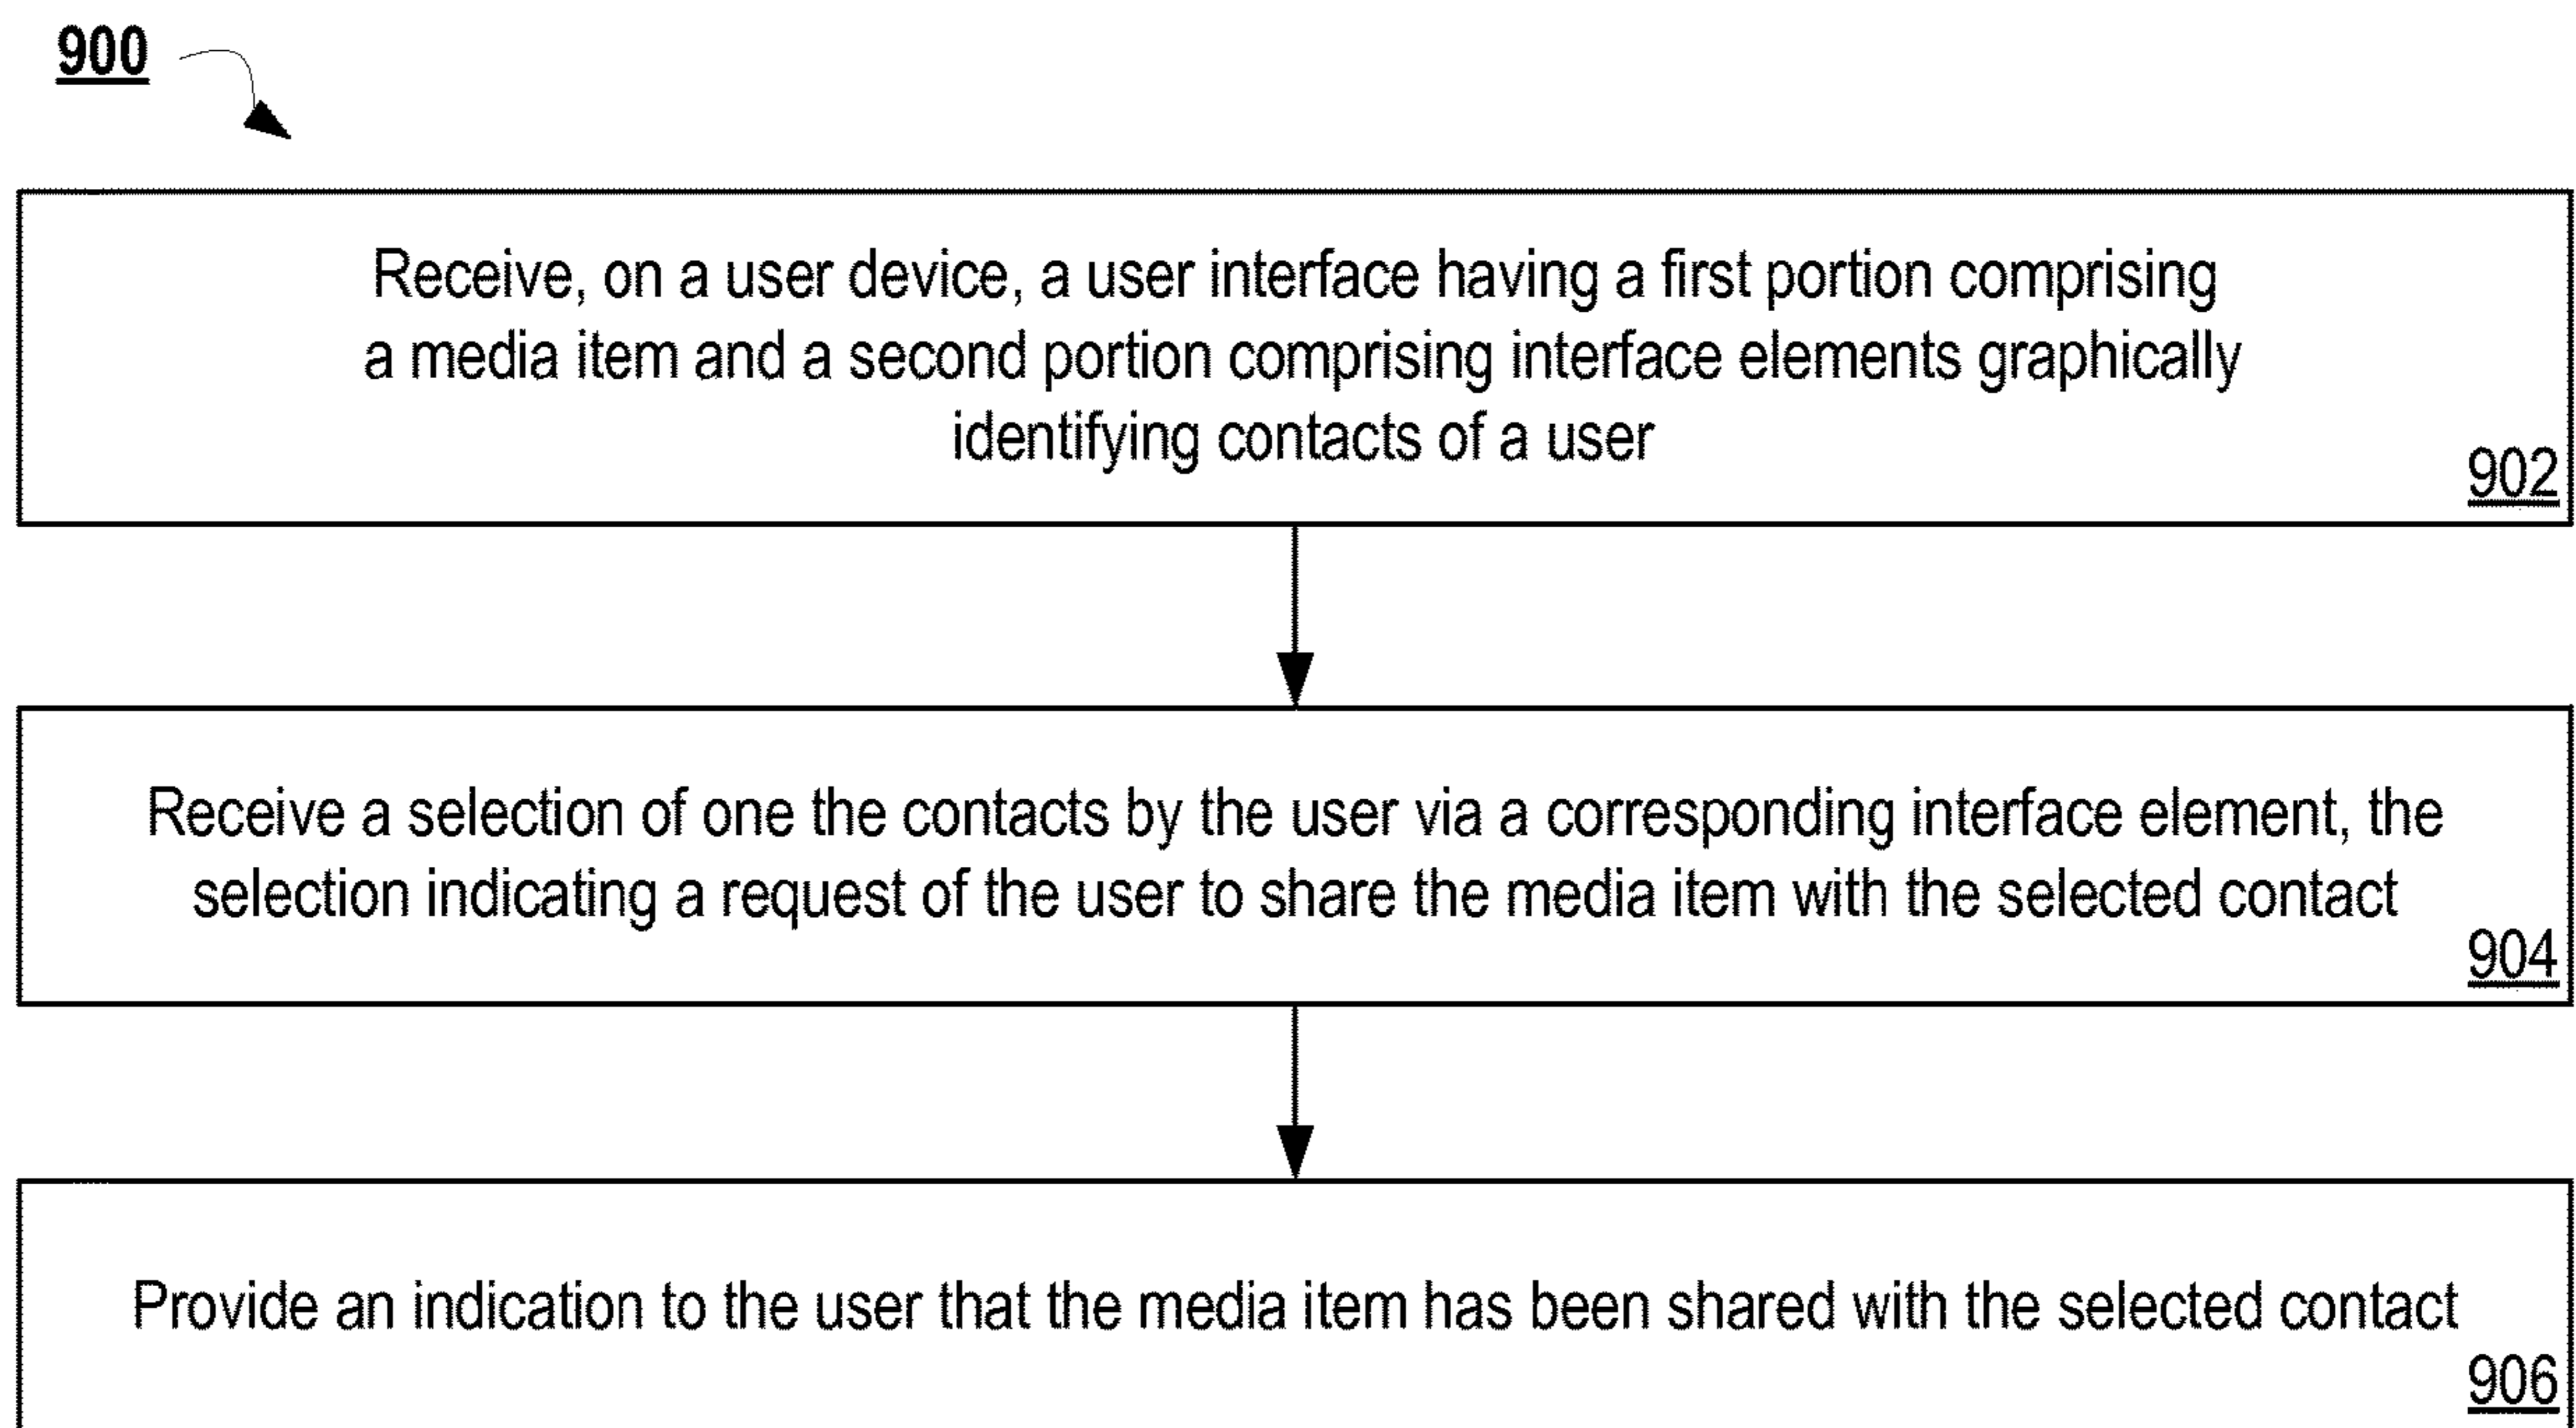 900
Receive, on a user device, a user interface having a first portion comprising
a media item and a second portion comprising interface elements graphically
identifying contacts of a user
902
Receive a selection of one the contacts by the user via a corresponding interface element, the
selection indicating a request of the user to share the media item with the selected contact
904
Provide an indication to the user that the media item has been shared with the selected contact
906